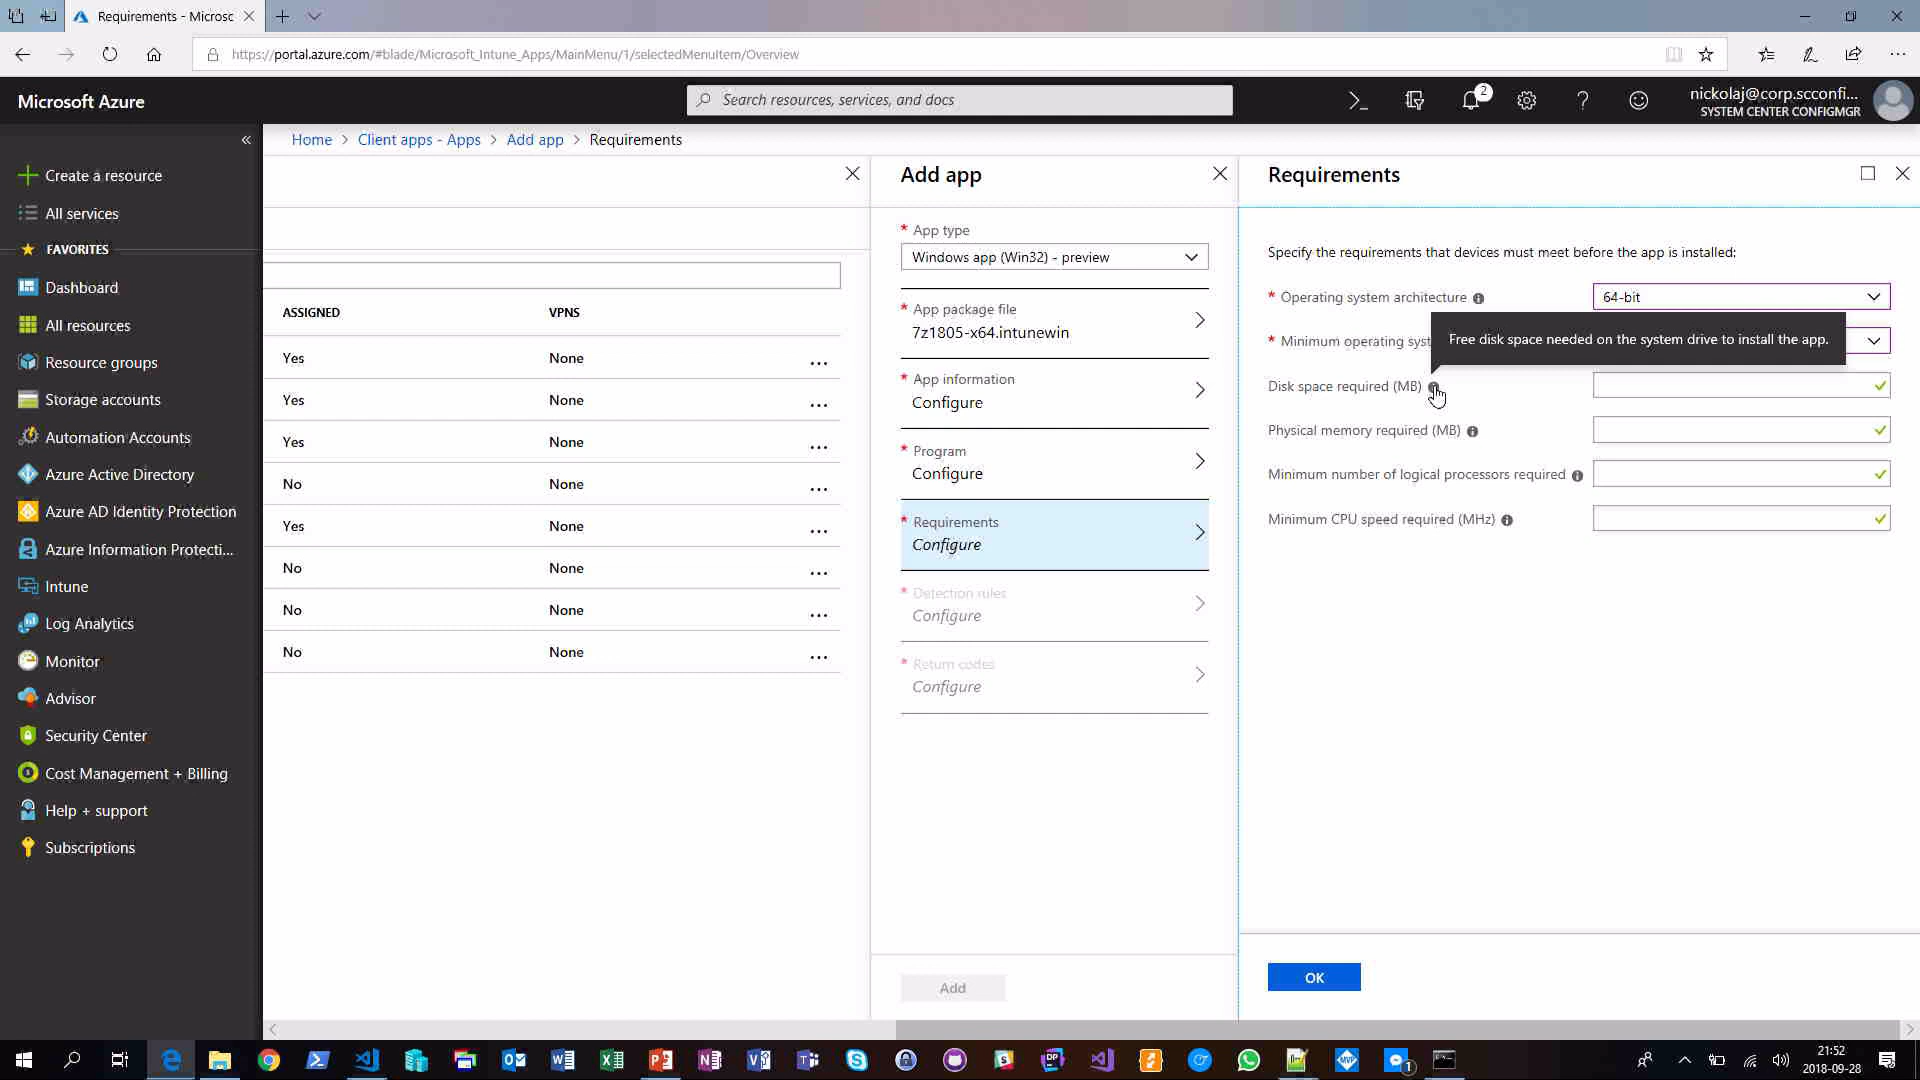 Requirements - Microsc
https://portal.azure.com/#blade/Microsoft_Intune_Apps/MainMenu/1/selectedMenuItem/Overview
Microsoft Azure
Search resources, services, and docs
2
nickolaj@corp.scconfi...
SYSTEM CENTER CONFIGMGR
Home > Client apps - Apps > Add app > Requirements
Create a resource
All services
FAVORITES
Dashboard
All resources
Resource groups
Storage accounts
Automation Accounts
Azure Active Directory
Azure AD Identity Protection
Azure Information Protecti...
Intune
Log Analytics
Monitor
Advisor
Security Center
Cost Management + Billing
Help + support
Subscriptions
ASSIGNED VPNS
Yes None ...
Yes None ...
Yes None ...
No None ...
Yes None ...
No None ...
No None ...
No None ...
Add app
* App type
Windows app (Win32) - preview
* App package file
7z1805-x64.intunewin
* App information
Configure
* Program
Configure
* Requirements
Configure
* Detection rules
Configure
* Return codes
Configure
Add
Requirements
Specify the requirements that devices must meet before the app is installed:
* Operating system architecture
64-bit
* Minimum operating syst
Free disk space needed on the system drive to install the app.
Disk space required (MB)
Physical memory required (MB)
Minimum number of logical processors required
Minimum CPU speed required (MHz)
OK
21:52
2018-09-28